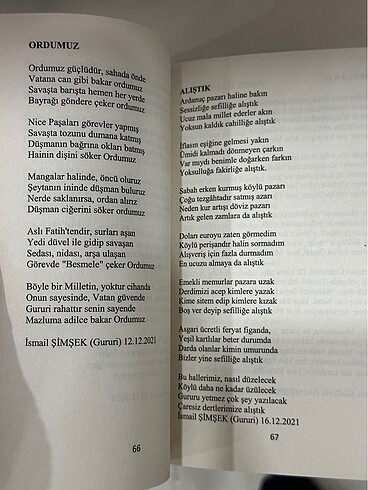 ORDUMUZ
Ordumuz güçlüdür, sahada önde
Vatana can gibi bakar ordumuz
Savaşta barışta hemen her yerde
Bayrağı göndere çeker ordumuz
Nice Paşaları görevler yapmış
Savaşta tozunu dumana katmış
Düşmanın bağrına okları batmış
Hainin dişini söker Ordumuz
Mangalar halinde, öncü oluruz
Şeytanın ininde düşman buluruz
Nerde saklanırsa, ordan alırız
Düşman ciğerini söker ordumuz
Aslı Fatih'tendir, surları aşan
Yedi düvel ile gidip savaşan
Sedası, nidası, arşa ulaşan
Görevde "Besmele" çeker Ordumuz
Böyle bir Milletin, yoktur cihanda
Onun sayesinde, Vatan güvende
Gururi rahattır senin sayende
Mazluma adilce bakar Ordumuz
İsmail ŞİMŞEK (Gururi) 12.12.2021
66
ALIŞTIK
Ardanuç pazarı haline bakın
Sessizliğe sefilliğe alıştık
Ucuz mala millet ederler akın
Yoksun kaldık cahilliğe alıştık
İflasın eşiğine gelmesi yakın
Ümidi kalmadı dönmeyen çarkın
Var mıydı benimle doğarken farkın
Yoksulluğa fakirliğe alıştık.
Sabah erken kurmuş köylü pazarı
Çoğu tezgâhtadır satmış azarı
Neden kur artışı döviz pazarı
Artık gelen zamlara da alıştık
Doları euroyu zaten görmedim
Köylü perişandır halin sormadım
Alışveriş için fazla durmadım
En ucuzu almaya da alıştık
Emekli memurlar pazara uzak
Derdimizi acep kimlere yazak
Kime sitem edip kimlere kızak
Boş ver deyip sefilliğe alıştık
Asgari ücretli feryat figanda,
Yeşil kartlılar beter durumda
Darda olanlar kimin umurunda
Bizler yine sefilliğe alıştık.
Bu hallerimiz, nasıl düzelecek
Köylü daha ne kadar üzülecek
Gururu yetmez çok şey yazılacak
Çaresiz dertlerimize alıştık
İsmail ŞİMŞEK (Gururi) 16.12.2021
67